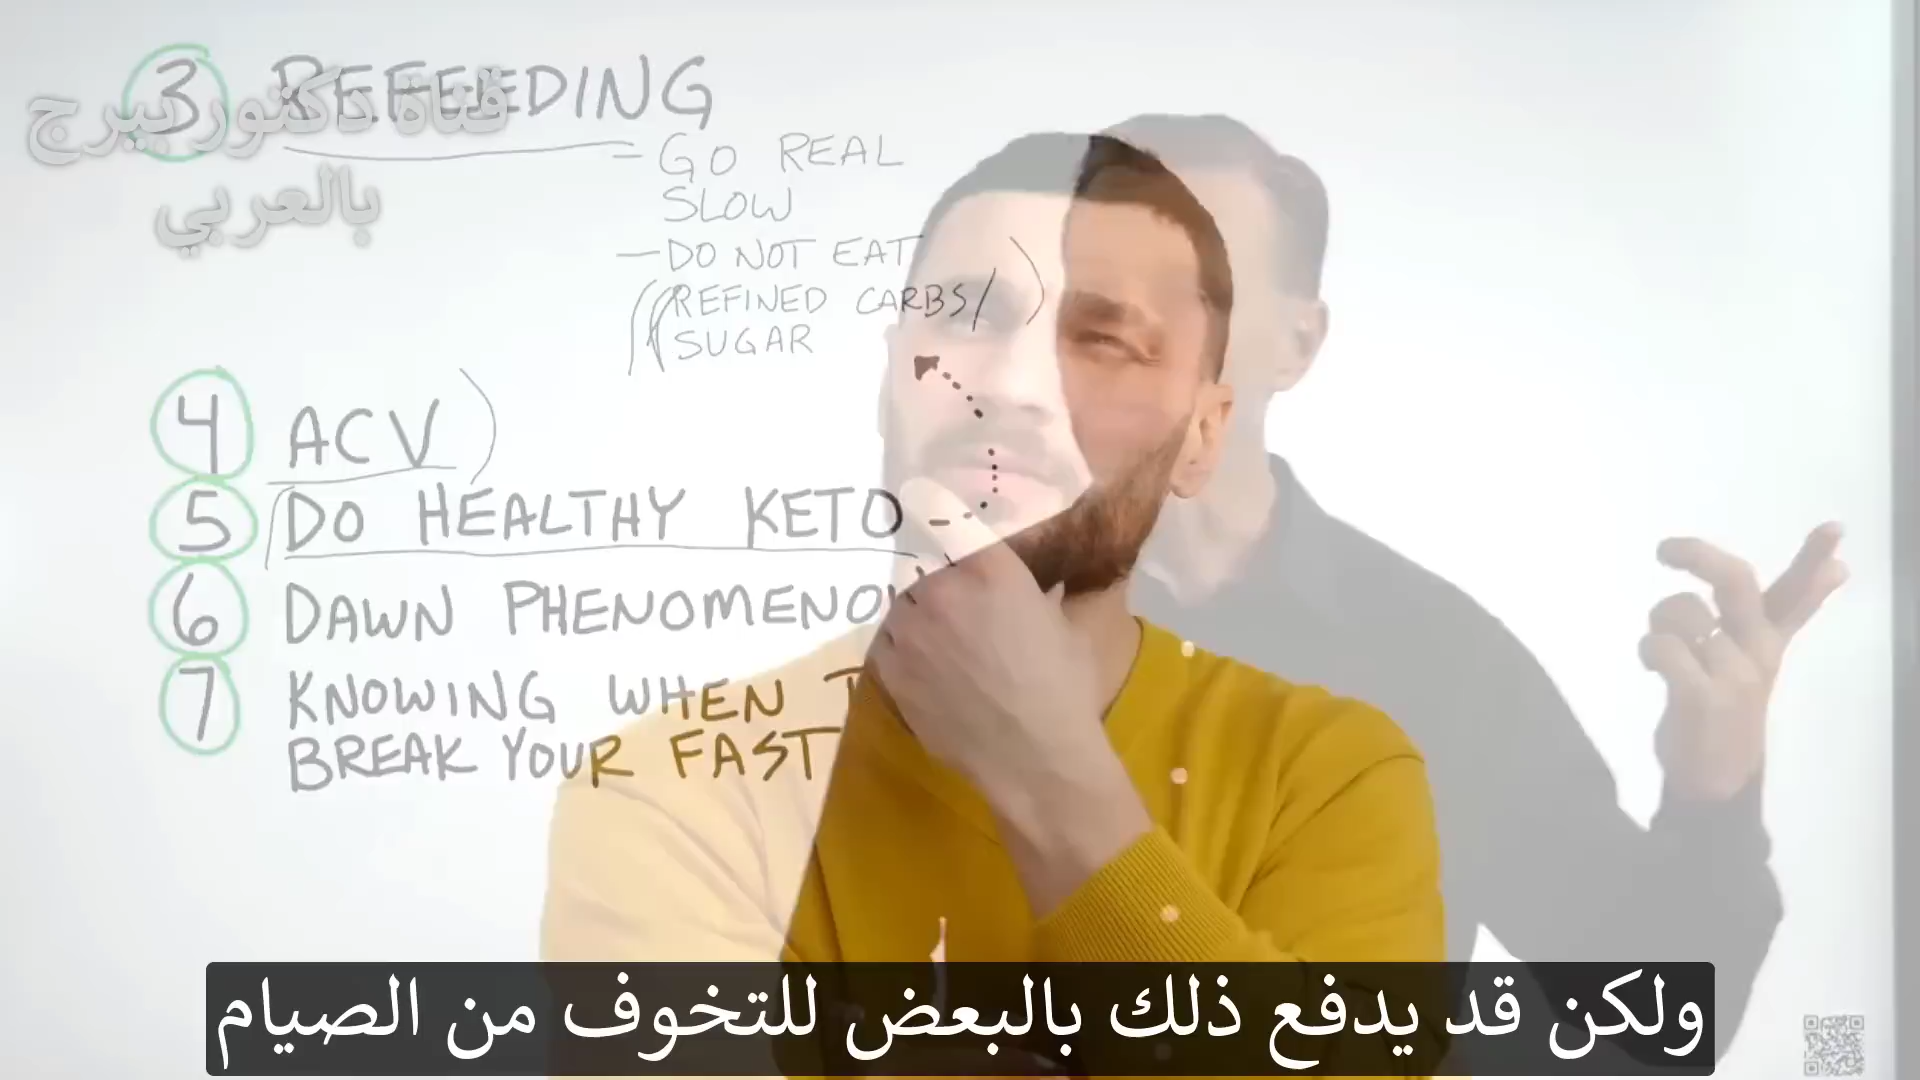 3 REFEEDING
قناة دكتور بيرج
بالعربي
- GO REAL
SLOW
- DO NOT EAT
REFINED CARBS/
SUGAR
4 ACV
5 DO HEALTHY KETO
6 DAWN PHENOMENON
7 KNOWING WHEN
BREAK YOUR FAST
ولكن قد يدفع ذلك بالبعض للتخوف من الصيام